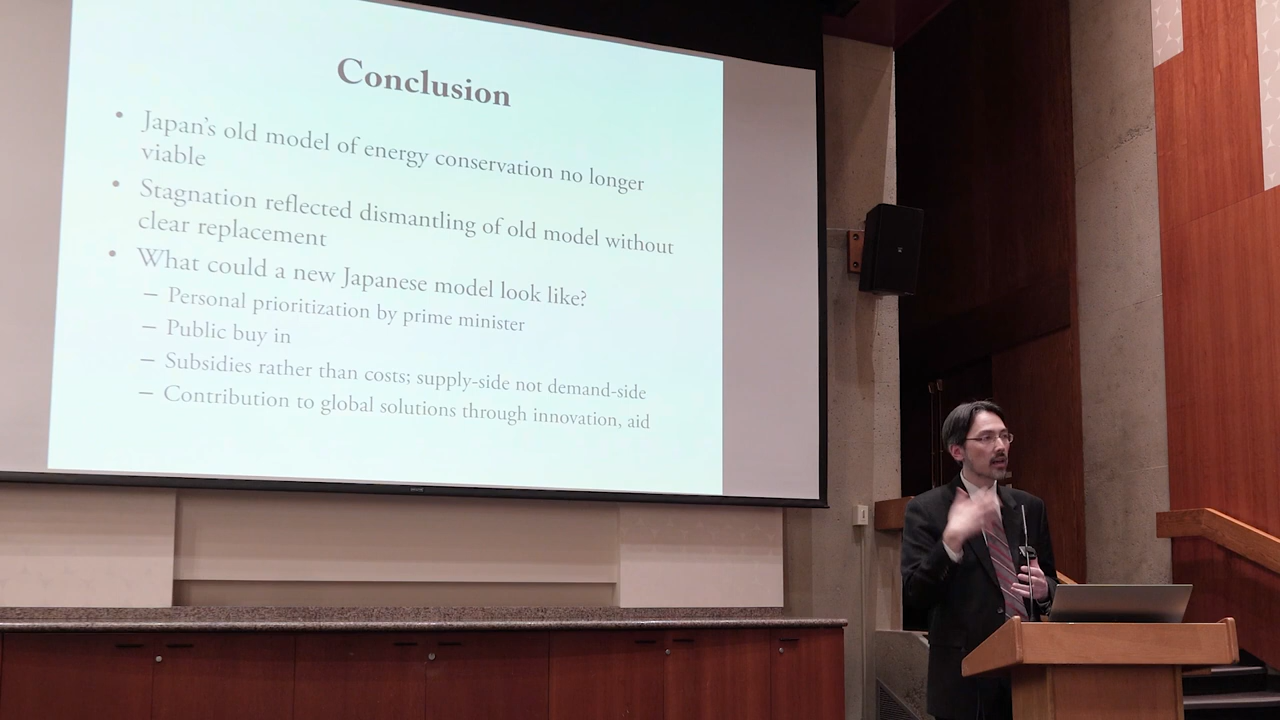 Conclusion
• Japan's old model of energy conservation no longer
viable
• Stagnation reflected dismantling of old model without
clear replacement
• What could a new Japanese model look like?
– Personal prioritization by prime minister
– Public buy in
– Subsidies rather than costs; supply-side not demand-side
– Contribution to global solutions through innovation, aid